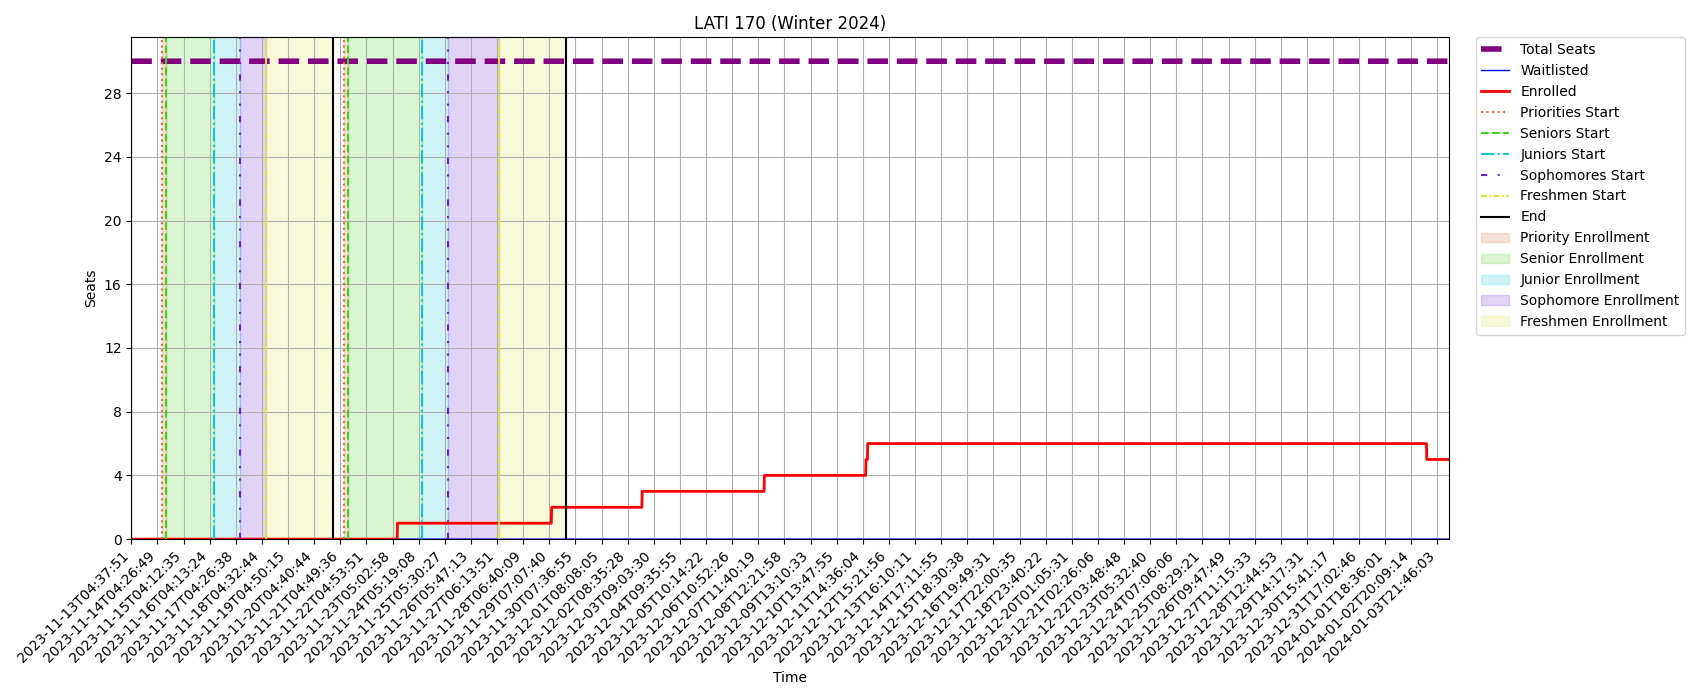 LATI 170 (Winter 2024)
Total Seats
Waitlisted
Enrolled
Priorities Start
Seniors Start
Juniors Start
Sophomores Start
Freshmen Start
End
Priority Enrollment
Senior Enrollment
Junior Enrollment
Sophomore Enrollment
Freshmen Enrollment
Seats
28
24
20
16
12
8
4
0
2023-11-13T04:37:51
2023-11-14T04:26:49
2023-11-15T04:12:35
2023-11-16T04:13:24
2023-11-17T04:26:38
2023-11-18T04:32:44
2023-11-19T04:50:15
2023-11-20T04:40:44
2023-11-21T04:49:36
2023-11-22T04:53:51
2023-11-23T05:02:58
2023-11-24T05:19:08
2023-11-25T05:30:27
2023-11-26T05:47:13
2023-11-27T06:13:51
2023-11-28T06:40:09
2023-11-29T07:07:40
2023-11-30T07:36:55
2023-12-01T08:08:05
2023-12-02T08:35:28
2023-12-03T09:03:30
2023-12-04T09:35:55
2023-12-05T10:14:22
2023-12-06T10:52:26
2023-12-07T11:40:19
2023-12-08T12:21:58
2023-12-09T13:10:33
2023-12-10T13:47:55
2023-12-11T14:36:04
2023-12-12T15:21:56
2023-12-13T16:10:11
2023-12-14T17:11:55
2023-12-15T18:30:38
2023-12-16T19:49:31
2023-12-17T22:00:35
2023-12-18T23:40:22
2023-12-20T01:05:31
2023-12-21T02:26:06
2023-12-22T03:48:48
2023-12-23T05:32:40
2023-12-24T07:06:06
2023-12-25T08:29:21
2023-12-26T09:47:49
2023-12-27T11:15:33
2023-12-28T12:44:53
2023-12-29T14:17:31
2023-12-30T15:41:17
2023-12-31T17:02:46
2024-01-01T18:36:01
2024-01-02T20:09:14
2024-01-03T21:46:03
Time